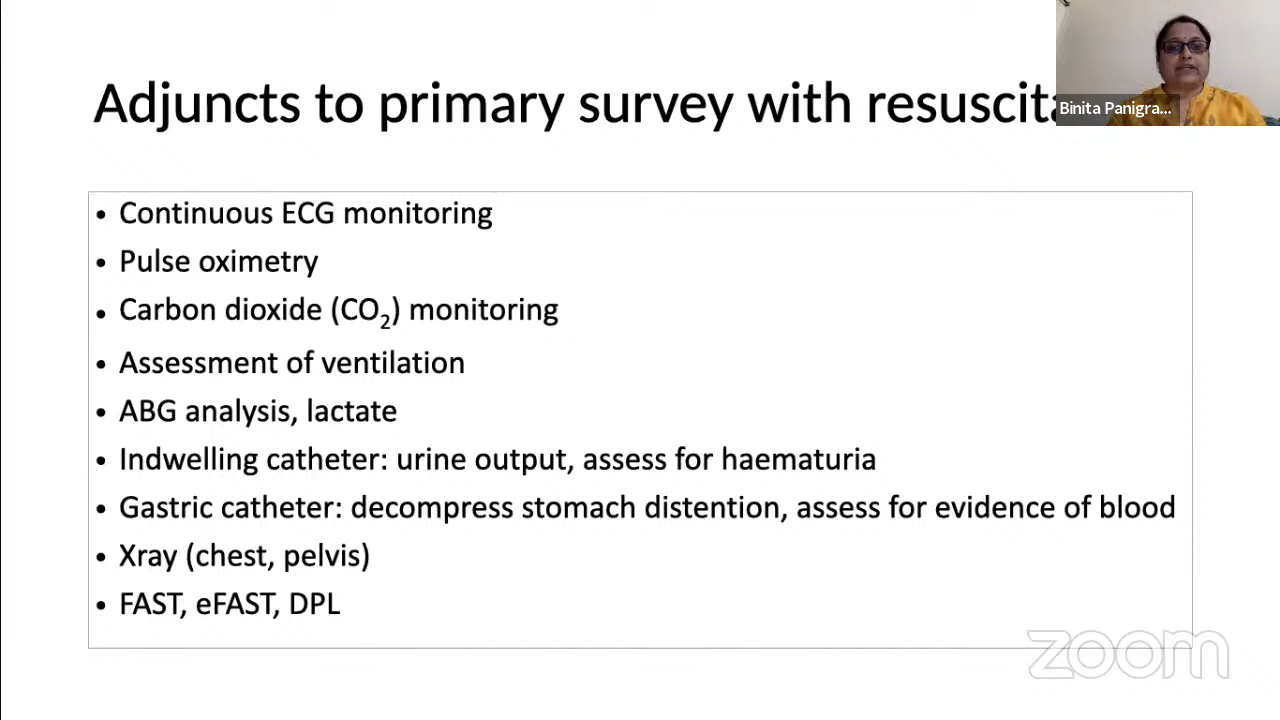 Adjuncts to primary survey with resuscita
Binita Panigra...
• Continuous ECG monitoring
• Pulse oximetry
• Carbon dioxide (CO₂) monitoring
• Assessment of ventilation
• ABG analysis, lactate
• Indwelling catheter: urine output, assess for haematuria
• Gastric catheter: decompress stomach distention, assess for evidence of blood
• Xray (chest, pelvis)
• FAST, eFAST, DPL
zoom